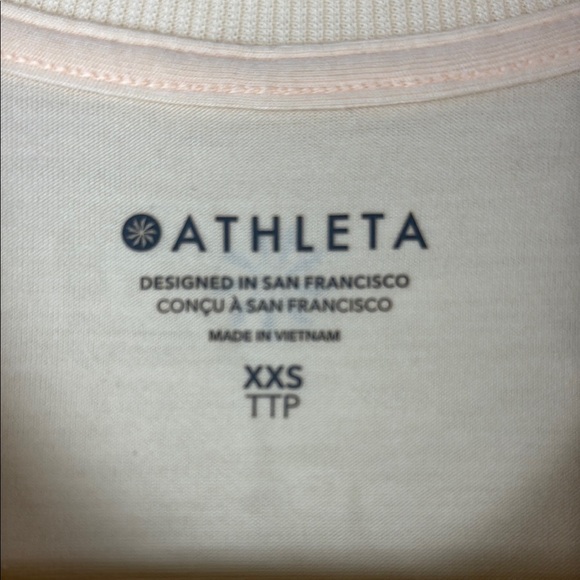 ATHLETA
DESIGNED IN SAN FRANCISCO
CONÇU À SAN FRANCISCO
MADE IN VIETNAM
XXS
TTP